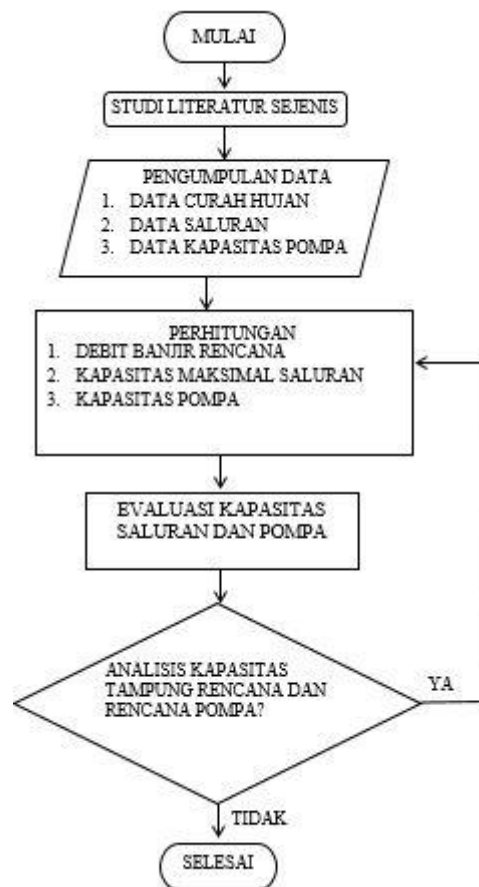 MULAI
STUDI LITERATUR SEJENIS
PENGUMPULAN DATA
1. DATA CURAH HUJAN
2. DATA SALURAN
3. DATA KAPASITAS POMPA
PERHITUNGAN
1. DEBIT BANJIR RENCANA
2. KAPASITAS MAKSIMAL SALURAN
3. KAPASITAS POMPA
EVALUASI KAPASITAS
SALURAN DAN POMPA
ANALISIS KAPASITAS
TAMPUNG RENCANA DAN
RENCANA POMPA?
YA
TIDAK
SELESAI